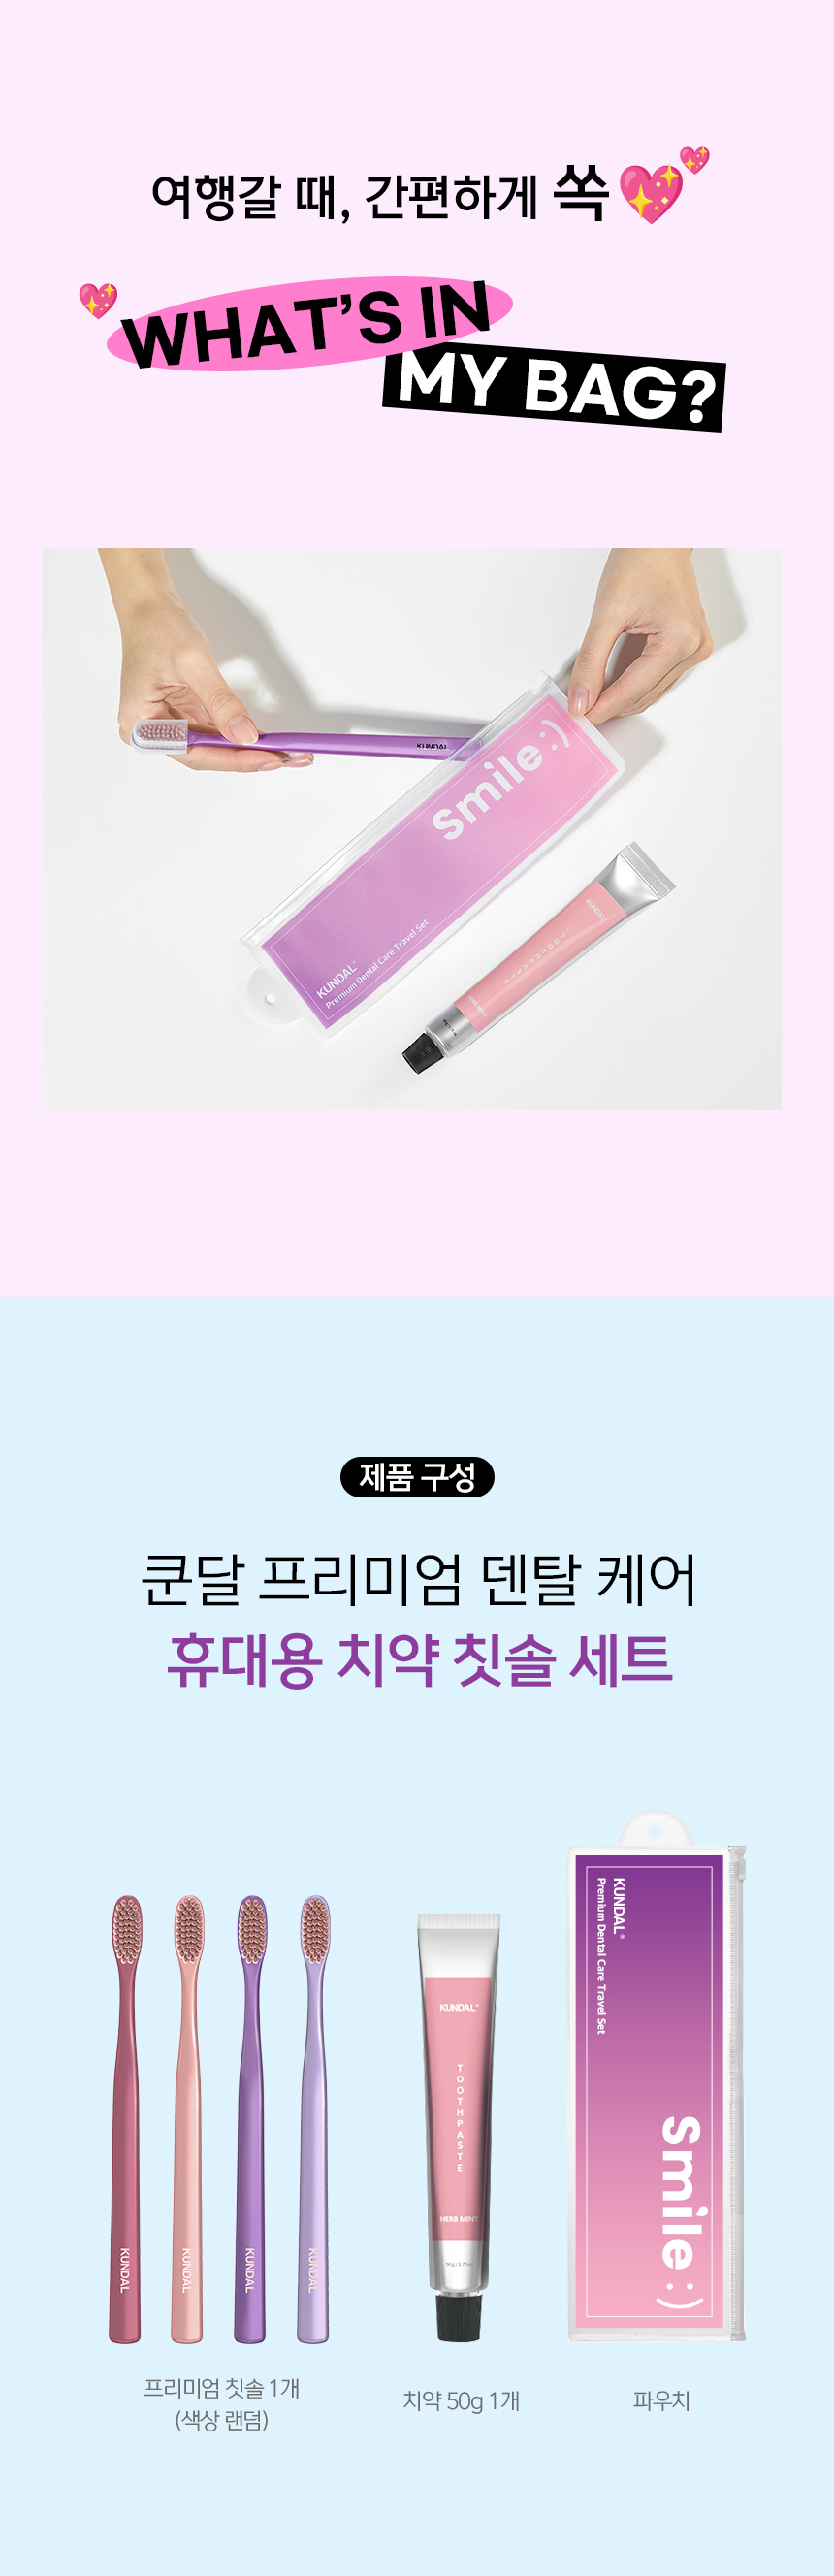 여행갈 때, 간편하게 쏙
WHAT'S IN
MY BAG?
KUNDAL
Smile :)
KUNDAL
Premium Dental Care Travel Set
KUNDAL
TOOTHPASTE
HERB MINT
제품 구성
쿤달 프리미엄 덴탈 케어
휴대용 치약 칫솔 세트
KUNDAL
KUNDAL
KUNDAL
KUNDAL
KUNDAL®
TOOTHPASTE
HERB MINT
KUNDAL®
Premium Dental Care Travel Set
Smile :)
프리미엄 칫솔 1개
(색상 랜덤)
치약 50g 1개
파우치